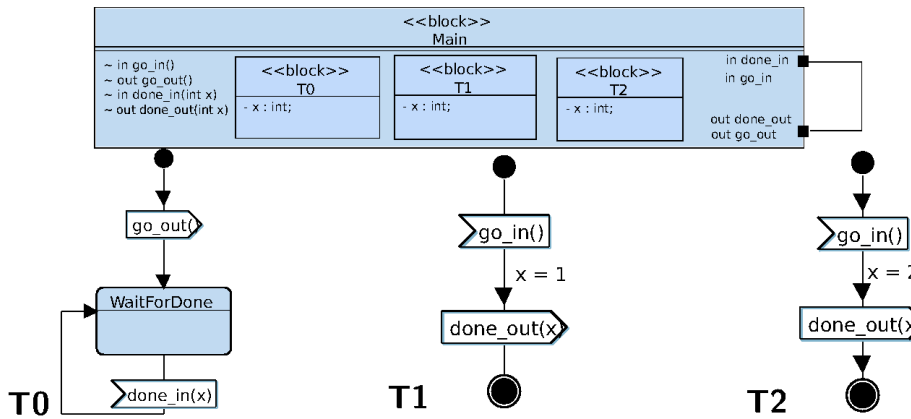 <<block>>
Main
~ in go_in()
~ out go_out()
~ in done_in(int x)
~ out done_out(int x)
<<block>>
T0
- x : int;
<<block>>
T1
- x : int;
<<block>>
T2
- x : int;
in done_in
in go_in
out done_out
out go_out
go_out()
WaitForDone
done_in(x)
T0
go_in()
x = 1
done_out(x
T1
go_in()
x = 2
done_out(x
T2